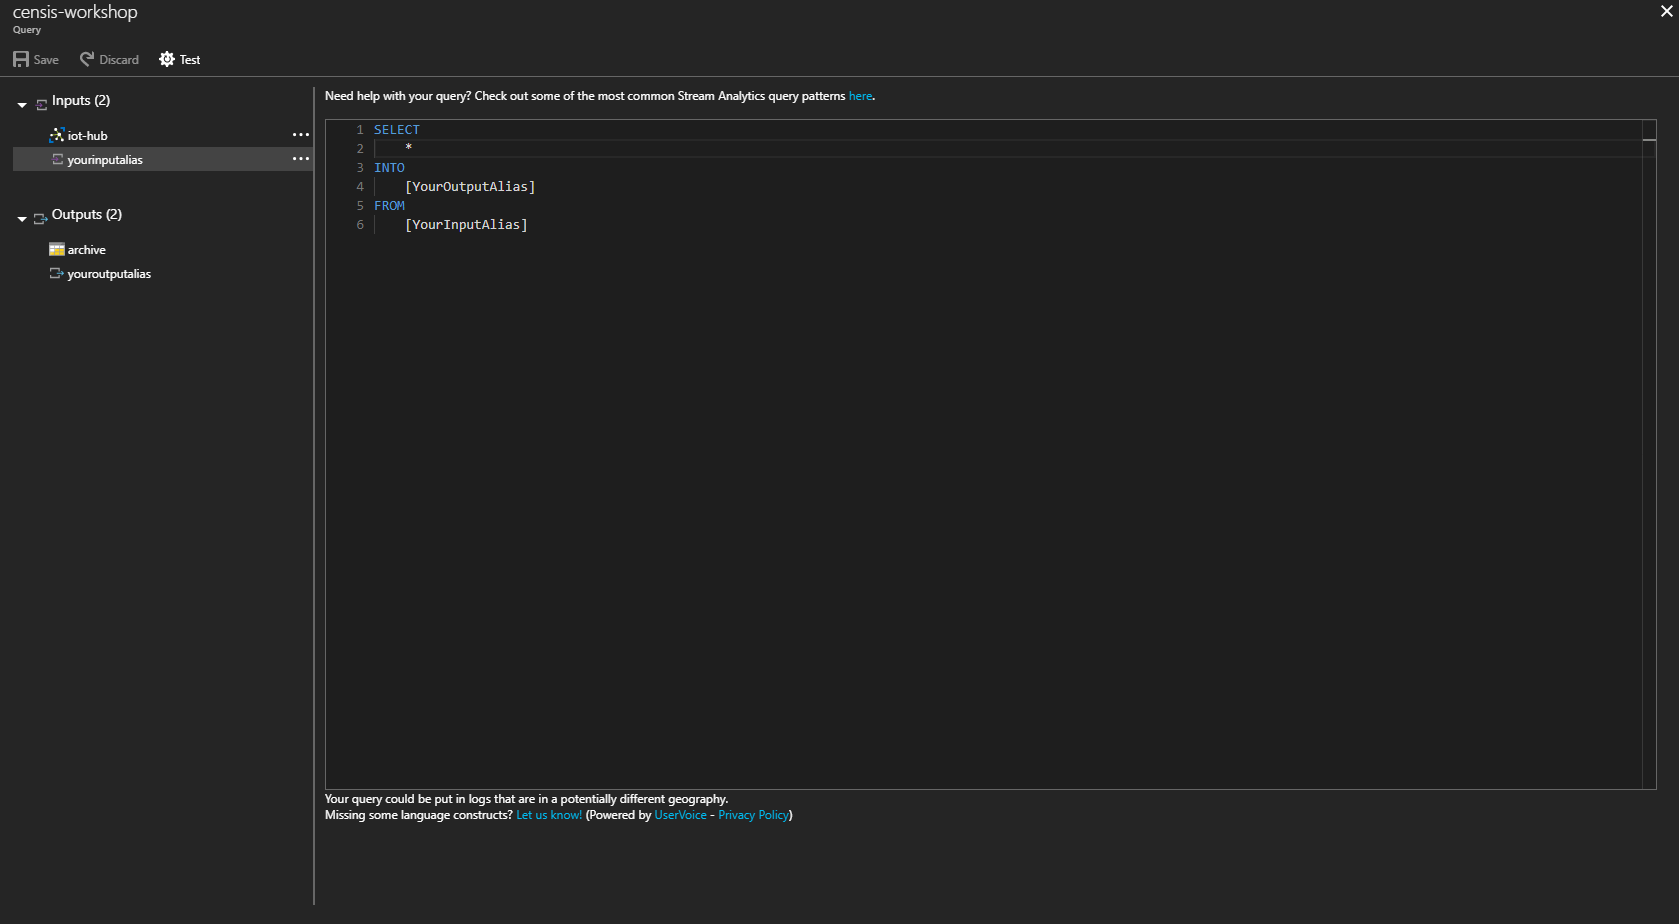 censis-workshop
Query
Save Discard Test
Inputs (2)
iot-hub
yourinputalias
Outputs (2)
archive
youroutputalias
Need help with your query? Check out some of the most common Stream Analytics query patterns here.
1 SELECT
2 *
3 INTO
4 [YourOutputAlias]
5 FROM
6 [YourInputAlias]
Your query could be put in logs that are in a potentially different geography.
Missing some language constructs? Let us know! (Powered by UserVoice - Privacy Policy)